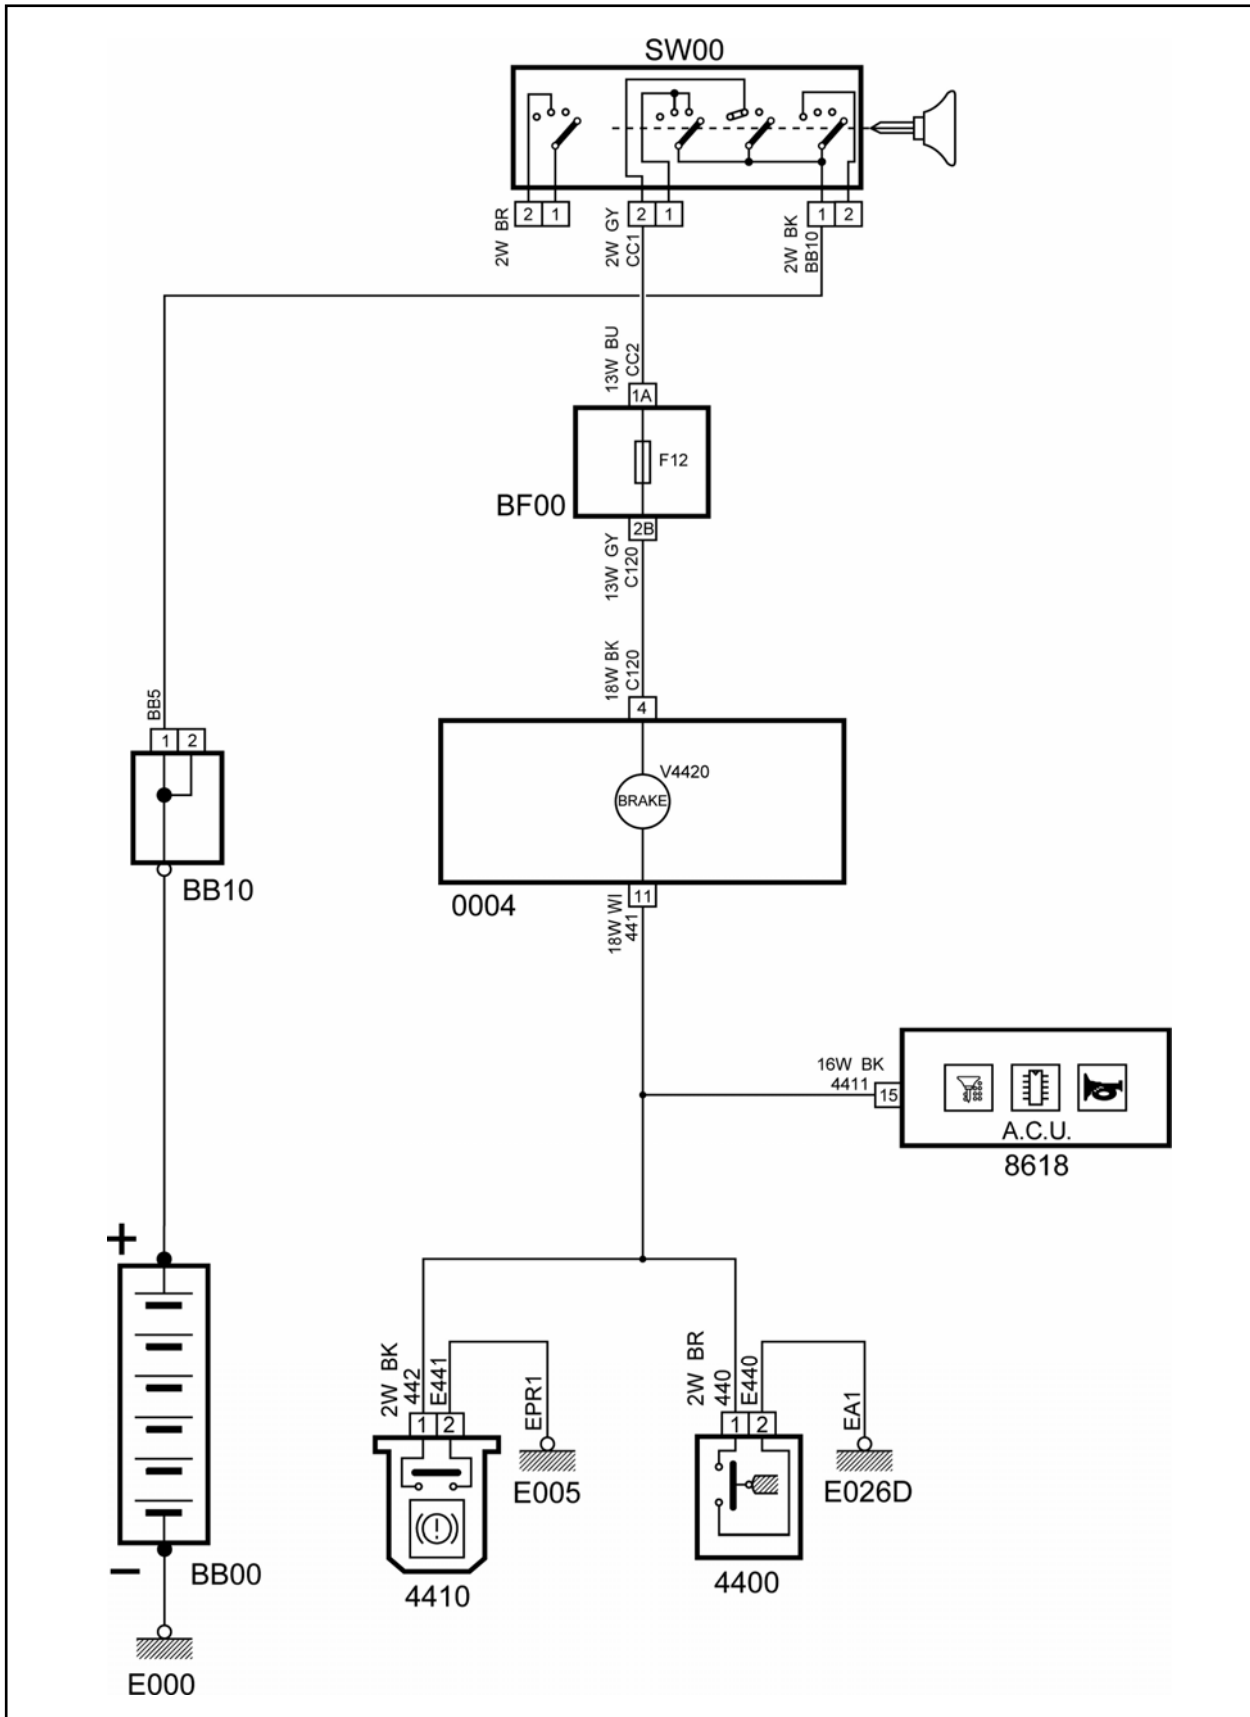 SW00
2 1
2 1
1 2
2W BR
2W GY
CC1
2W BK
BB10
13W BU
CC2
1A
F12
BF00
2B
13W GY
C120
18W BK
C120
4
BB5
1 2
V4420
BRAKE
BB10
0004
11
18W WI
441
16W BK
4411
15
A.C.U.
8618
+
2W BK
442
E441
EPR1
2W BR
440
E440
EA1
1 2
1 2
E005
E026D
(!)
–
BB00
4410
4400
E000